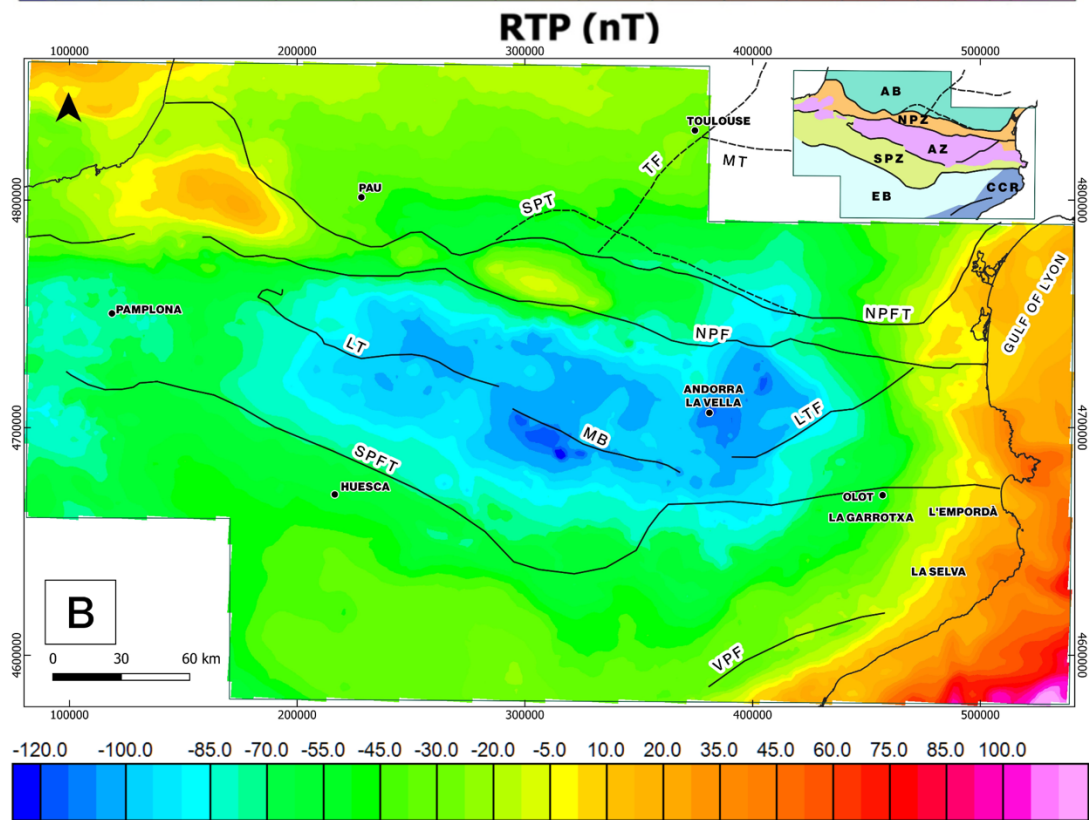 RTP (nT)
100000 200000 300000 400000 500000
AB
NPZ
AZ
SPZ
EB
CCR
TOULOUSE
TF
MT
PAU
SPT
4800000
4800000
PAMPLONA
NPFT
NPF
GULF OF LYON
LT
ANDORRA
LA VELLA
LTF
4700000
4700000
MB
SPFT
HUESCA
OLOT
LA GARROTXA
L'EMPORDÀ
LA SELVA
B
0 30 60 km
VPF
4600000
4600000
100000 200000 300000 400000 500000
-120.0 -100.0 -85.0 -70.0 -55.0 -45.0 -30.0 -20.0 -5.0 10.0 20.0 35.0 45.0 60.0 75.0 85.0 100.0